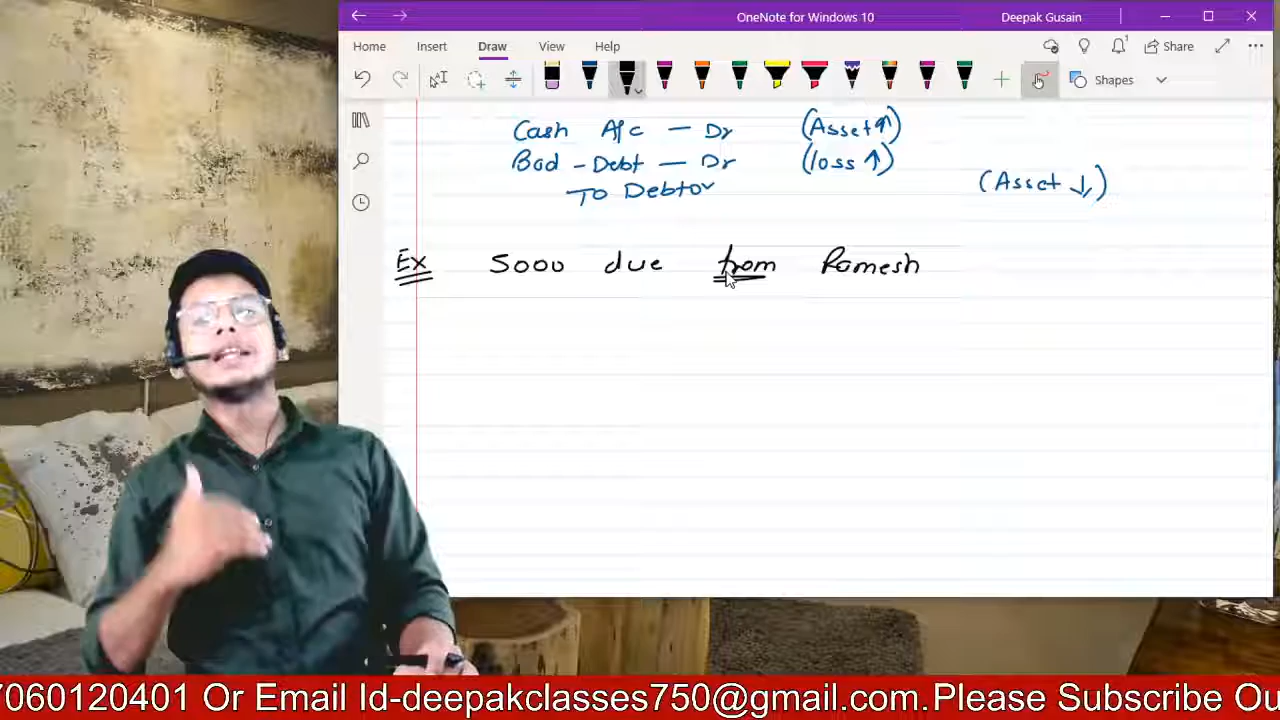 OneNote for Windows 10
Deepak Gusain
Home Insert Draw View Help
1 Share
Shapes
Cash A/c — Dr (Asset ↑)
Bad - Debt — Dr (loss ↑)
To Debtor (Asset ↓)
Ex 5000 due from Ramesh
7060120401 Or Email Id-deepakclasses750@gmail.com.Please Subscribe Ou